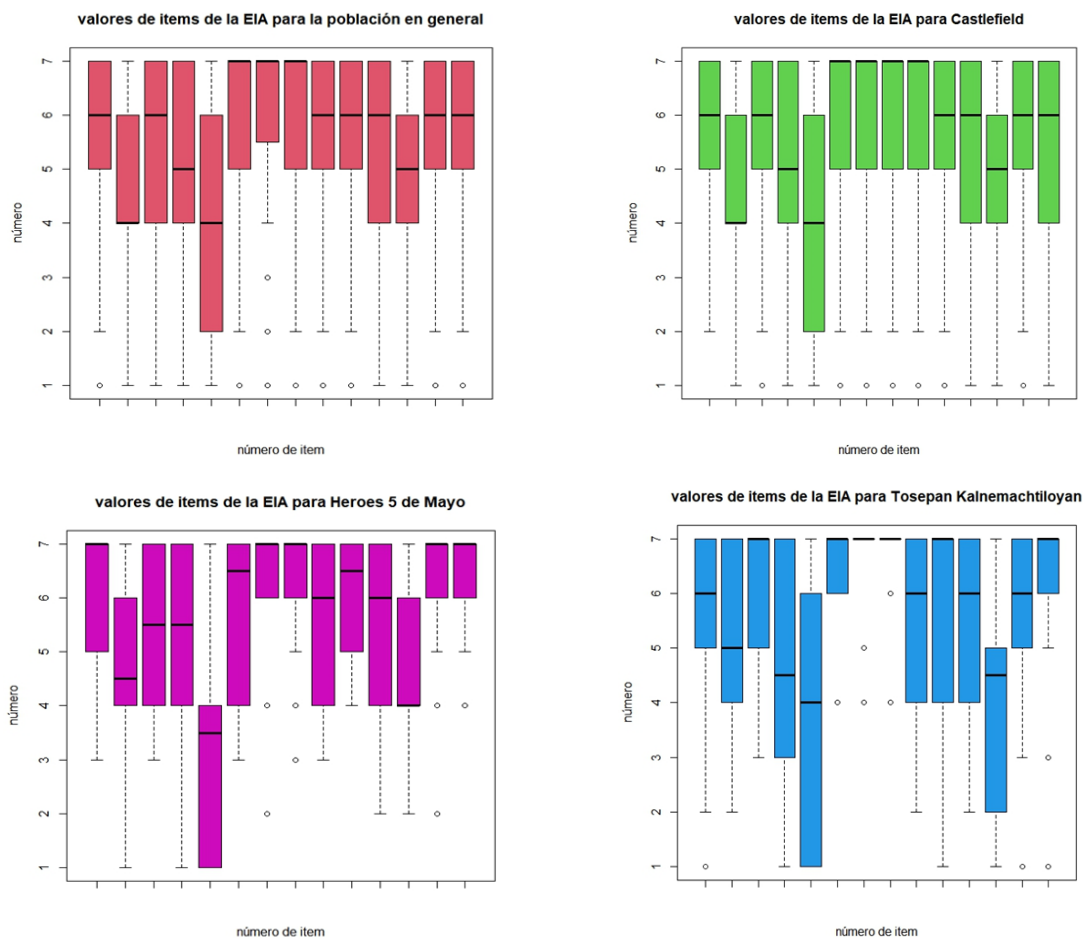 valores de items de la EIA para la población en general
número
7
6
5
4
3
2
1
número de item
valores de items de la EIA para Castlefield
número
7
6
5
4
3
2
1
número de item
valores de items de la EIA para Heroes 5 de Mayo
número
7
6
5
4
3
2
1
número de item
valores de items de la EIA para Tosepan Kalnemachtiloyan
número
7
6
5
4
3
2
1
número de item